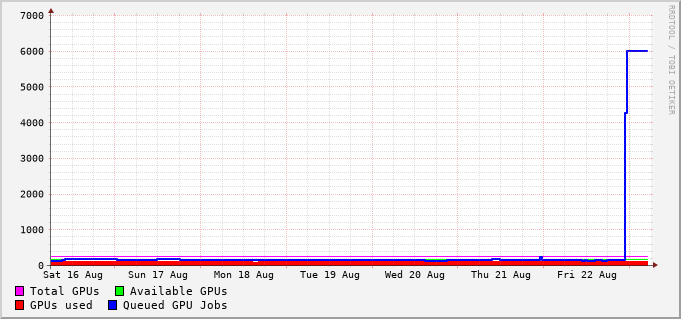 7000
6000
5000
4000
3000
2000
1000
0
Sat 16 Aug Sun 17 Aug Mon 18 Aug Tue 19 Aug Wed 20 Aug Thu 21 Aug Fri 22 Aug
Total GPUs Available GPUs
GPUs used Queued GPU Jobs
RRDTOOL / TOBI OETIKER